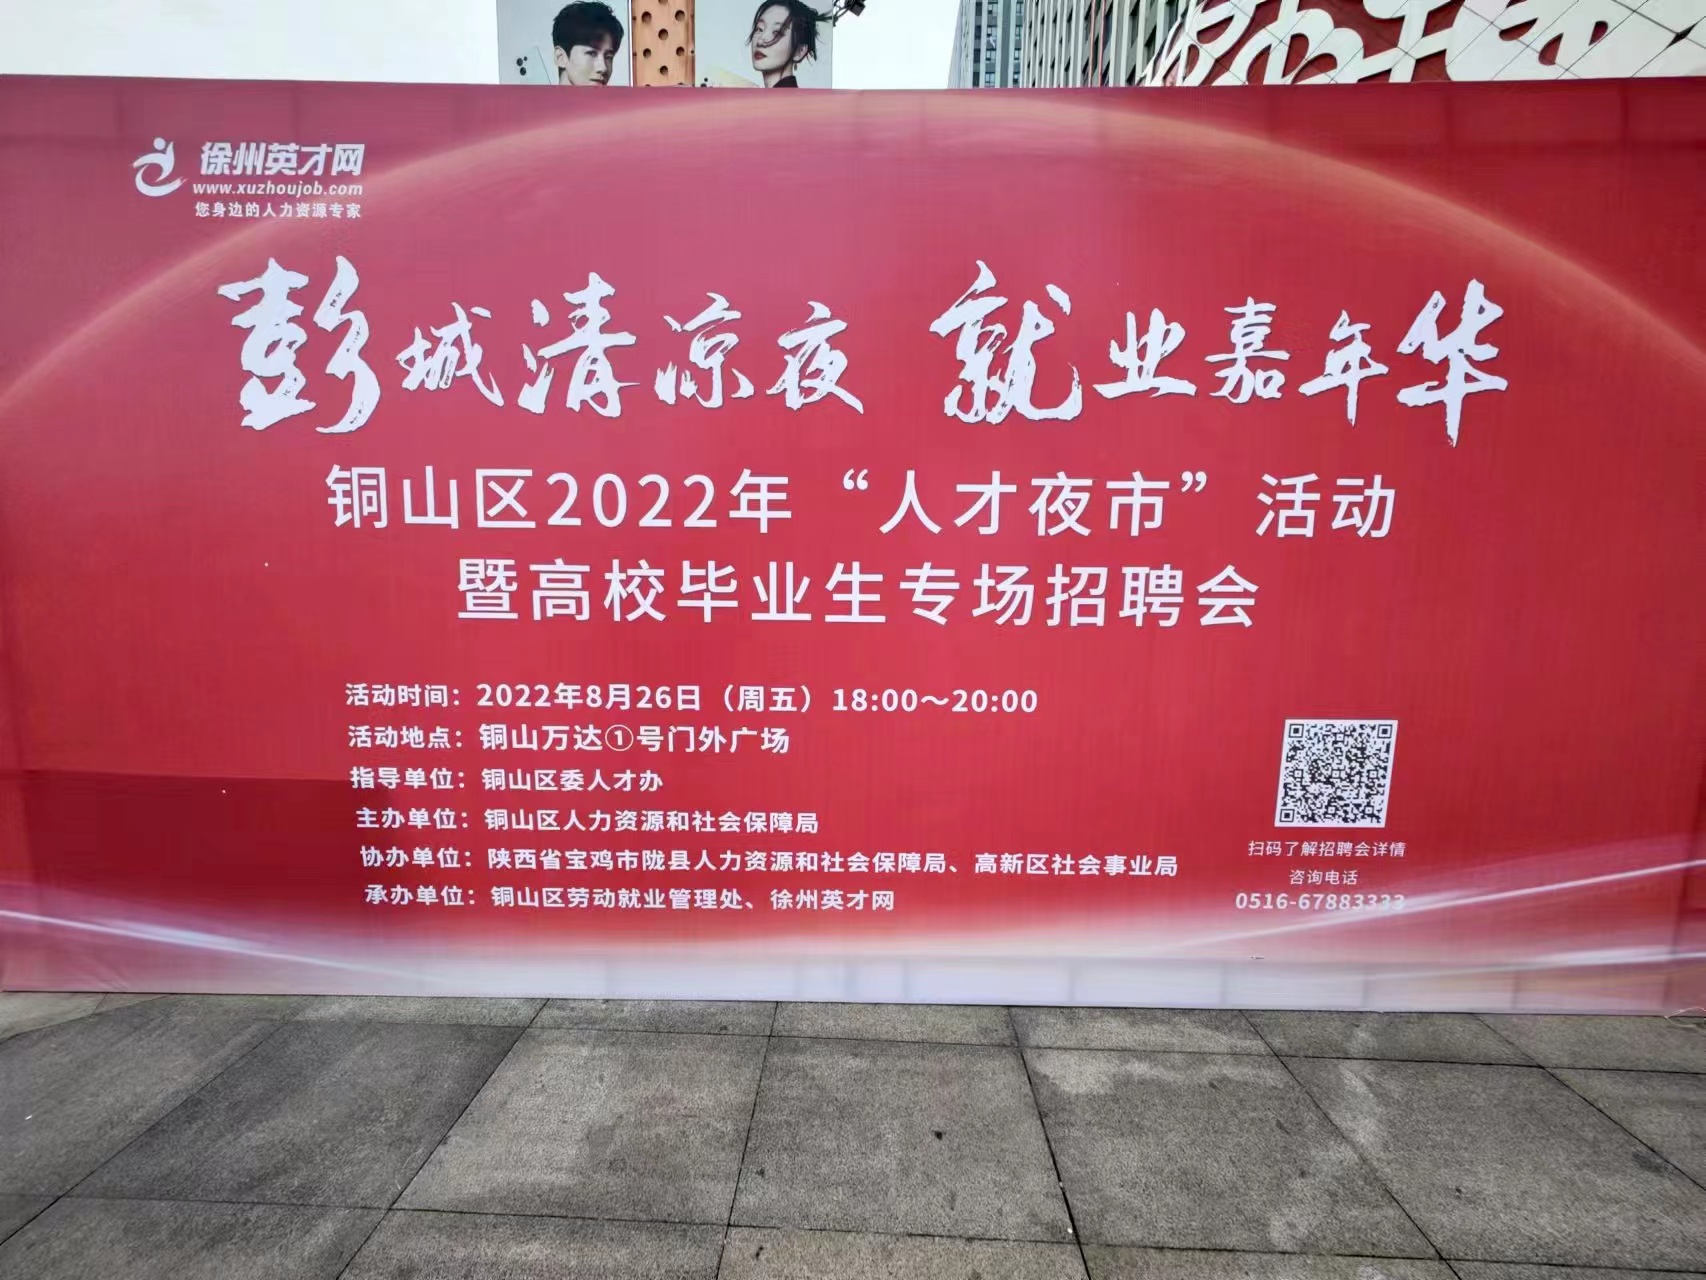 徐州英才网
www.xuzhoujob.com
您身边的人力资源专家
彭城清凉夜 就业嘉年华
铜山区2022年“人才夜市”活动
暨高校毕业生专场招聘会
活动时间：2022年8月26日（周五）18:00～20:00
活动地点：铜山万达①号门外广场
指导单位：铜山区委人才办
主办单位：铜山区人力资源和社会保障局
协办单位：陕西省宝鸡市陇县人力资源和社会保障局、高新区社会事业局
承办单位：铜山区劳动就业管理处、徐州英才网
扫码了解招聘会详情
咨询电话
0516-67883333